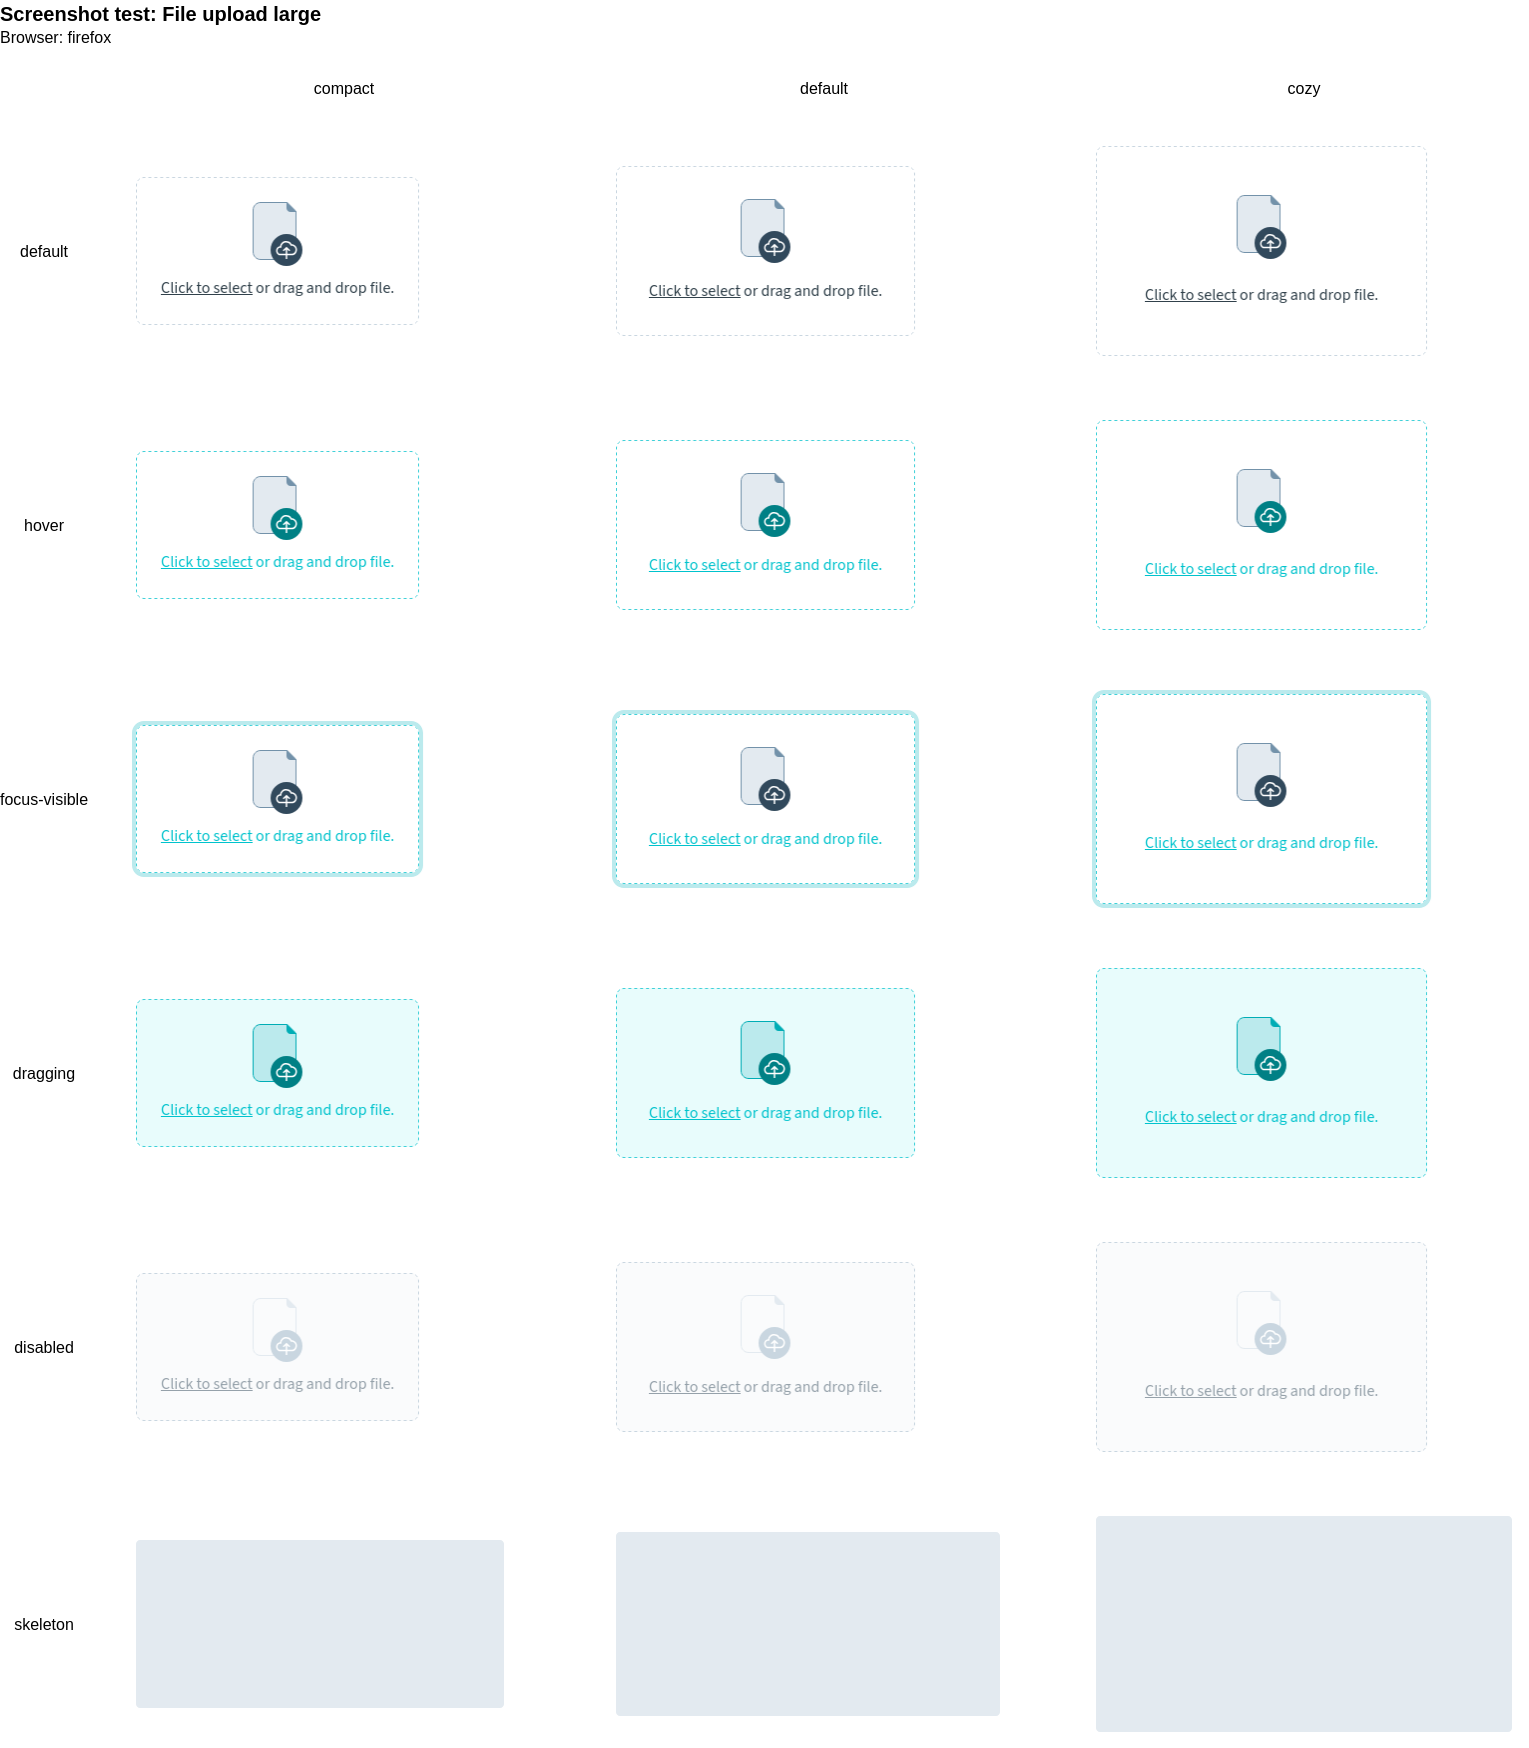 Screenshot test: File upload large
Browser: firefox
compact default cozy
default
Click to select or drag and drop file. Click to select or drag and drop file. Click to select or drag and drop file.
hover
Click to select or drag and drop file. Click to select or drag and drop file. Click to select or drag and drop file.
focus-visible
Click to select or drag and drop file. Click to select or drag and drop file. Click to select or drag and drop file.
dragging
Click to select or drag and drop file. Click to select or drag and drop file. Click to select or drag and drop file.
disabled
Click to select or drag and drop file. Click to select or drag and drop file. Click to select or drag and drop file.
skeleton